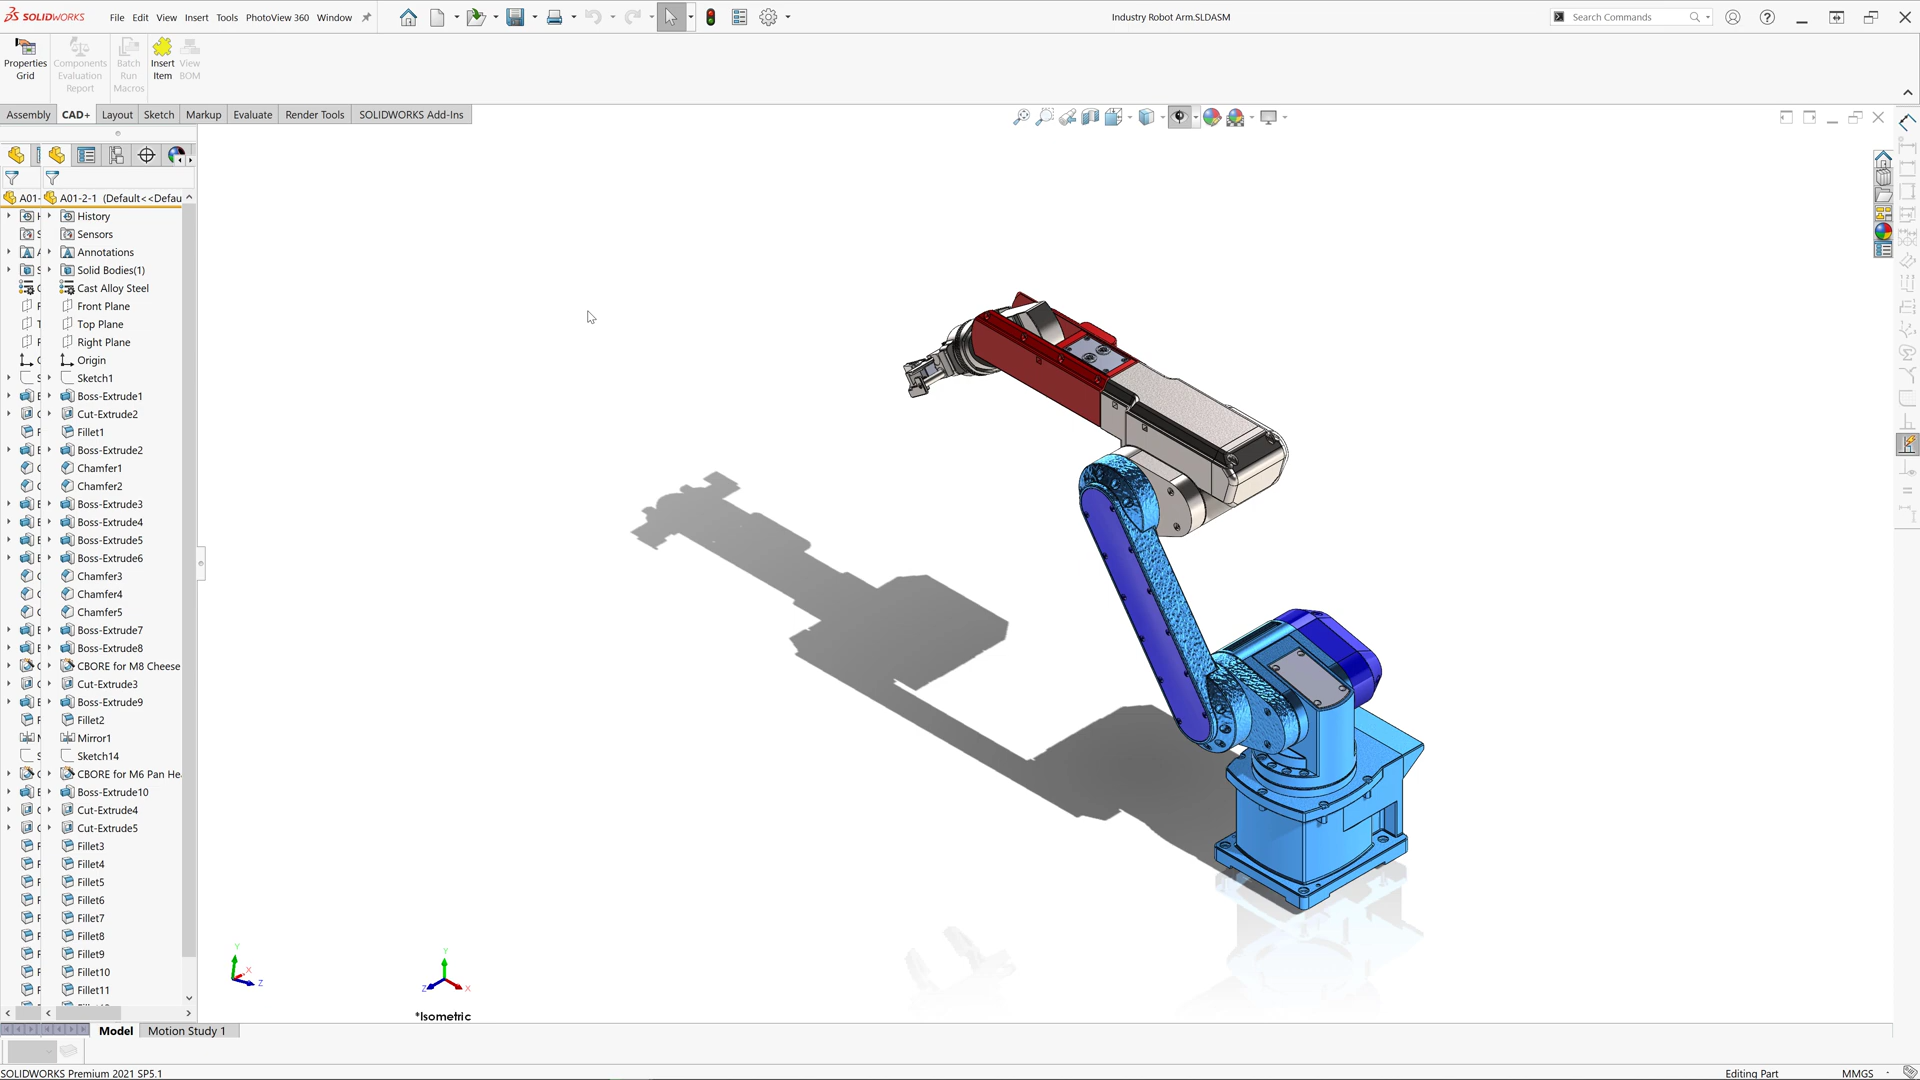 SOLIDWORKS File Edit View Insert Tools PhotoView 360 Window
Industry Robot Arm.SLDASM
Search Commands
Properties Grid
Components Evaluation Report
Batch Run Macros
Insert Item
View BOM
Assembly CAD+ Layout Sketch Markup Evaluate Render Tools SOLIDWORKS Add-Ins
A01- A01-2-1 (Default<<Defau
History
Sensors
Annotations
Solid Bodies(1)
Cast Alloy Steel
Front Plane
Top Plane
Right Plane
Origin
Sketch1
Boss-Extrude1
Cut-Extrude2
Fillet1
Boss-Extrude2
Chamfer1
Chamfer2
Boss-Extrude3
Boss-Extrude4
Boss-Extrude5
Boss-Extrude6
Chamfer3
Chamfer4
Chamfer5
Boss-Extrude7
Boss-Extrude8
CBORE for M8 Cheese
Cut-Extrude3
Boss-Extrude9
Fillet2
Mirror1
Sketch14
CBORE for M6 Pan He
Boss-Extrude10
Cut-Extrude4
Cut-Extrude5
Fillet3
Fillet4
Fillet5
Fillet6
Fillet7
Fillet8
Fillet9
Fillet10
Fillet11
Y X Z
Y Z X
*Isometric
Model Motion Study 1
SOLIDWORKS Premium 2021 SP5.1
Editing Part
MMGS